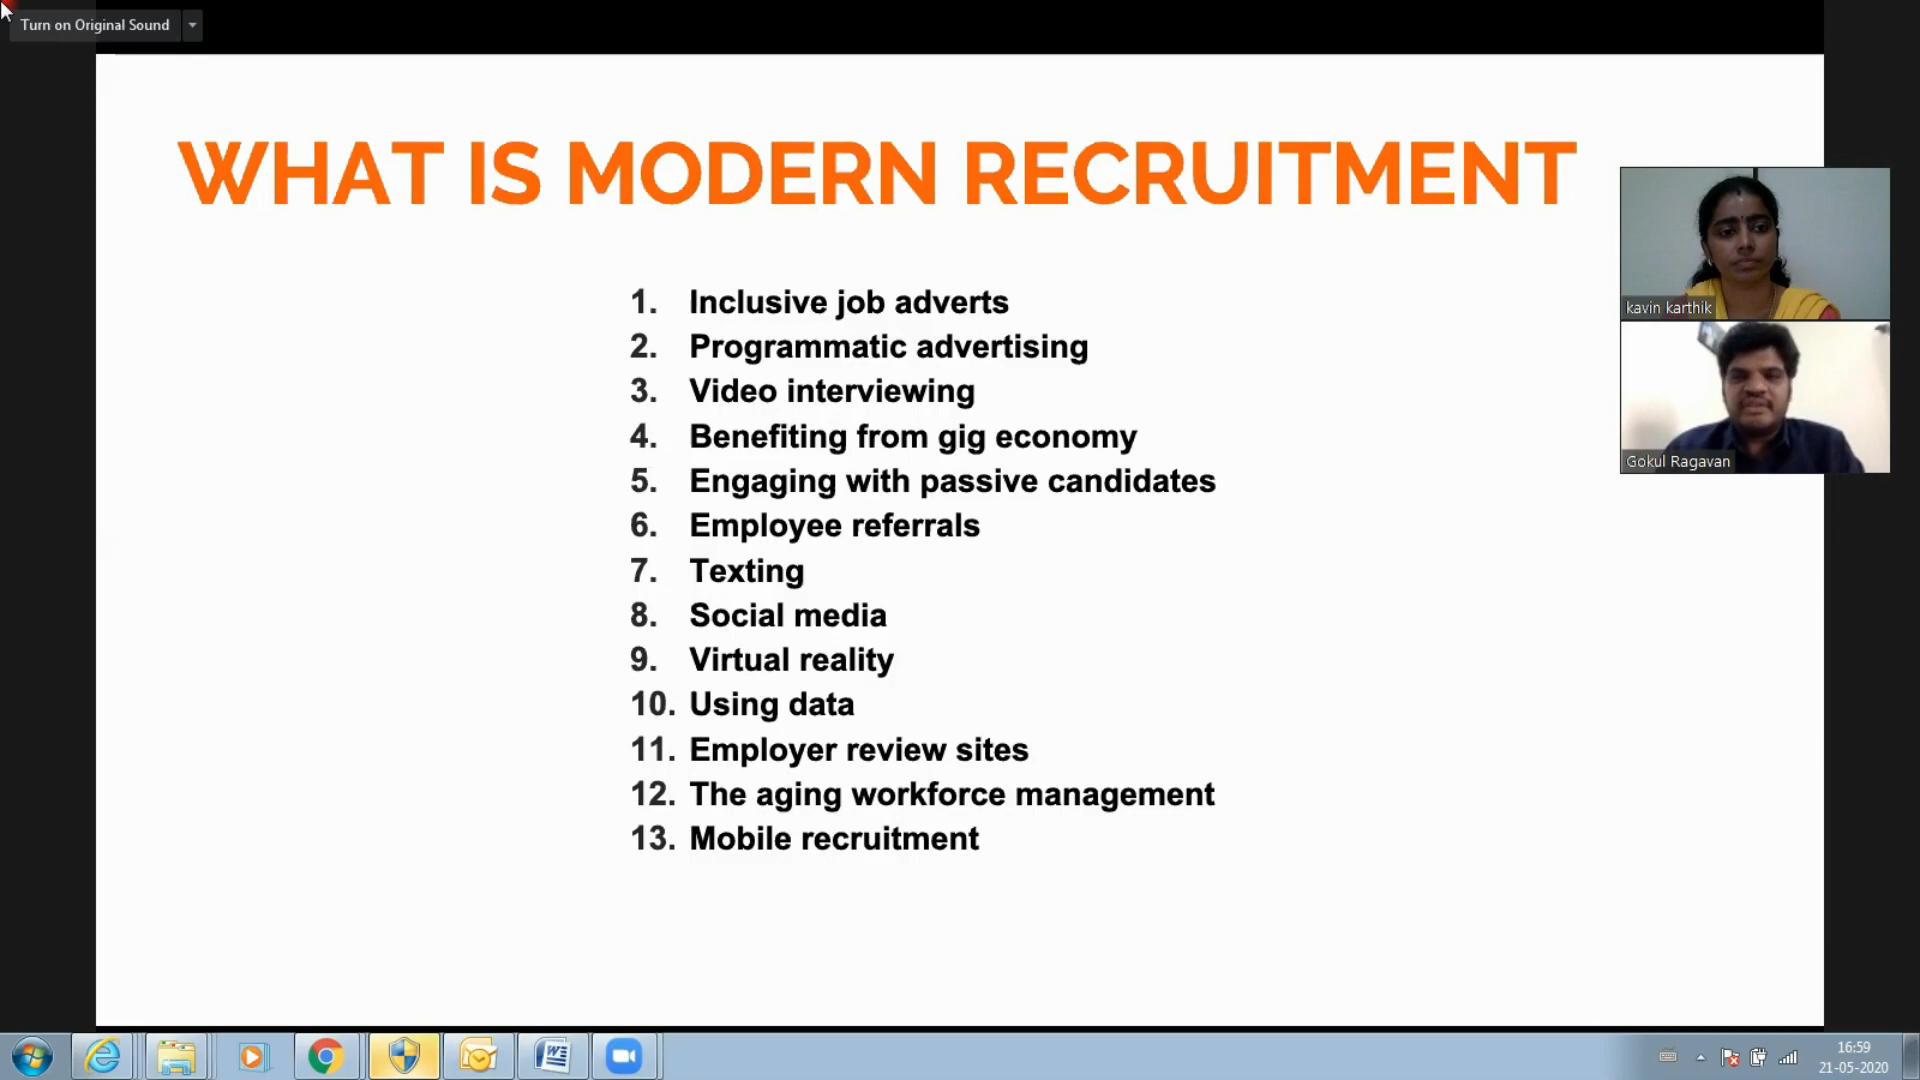 Turn on Original Sound
WHAT IS MODERN RECRUITMENT
1. Inclusive job adverts
2. Programmatic advertising
3. Video interviewing
4. Benefiting from gig economy
5. Engaging with passive candidates
6. Employee referrals
7. Texting
8. Social media
9. Virtual reality
10. Using data
11. Employer review sites
12. The aging workforce management
13. Mobile recruitment
kavin karthik
Gokul Ragavan
16:59
21-05-2020